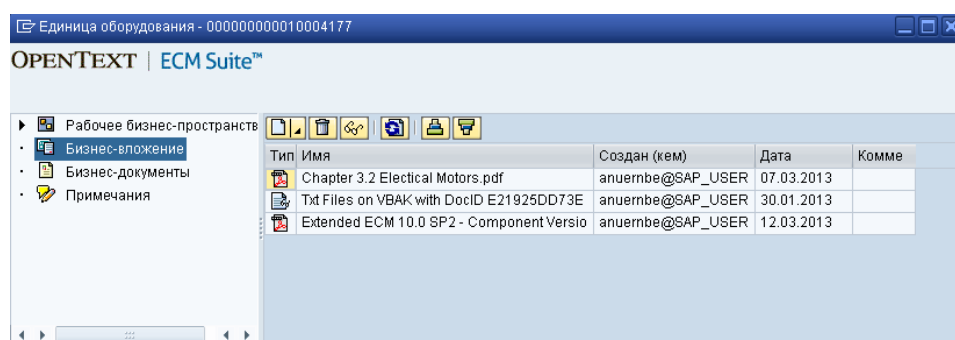 Единица оборудования - 000000000010004177
OPENTEXT | ECM Suite™
Рабочее бизнес-пространств
Бизнес-вложение
Бизнес-документы
Примечания
Тип Имя Создан (кем) Дата Комме
Chapter 3.2 Electical Motors.pdf anuernbe@SAP_USER 07.03.2013
Txt Files on VBAK with DocID E21925DD73E anuernbe@SAP_USER 30.01.2013
Extended ECM 10.0 SP2 - Component Versio anuernbe@SAP_USER 12.03.2013